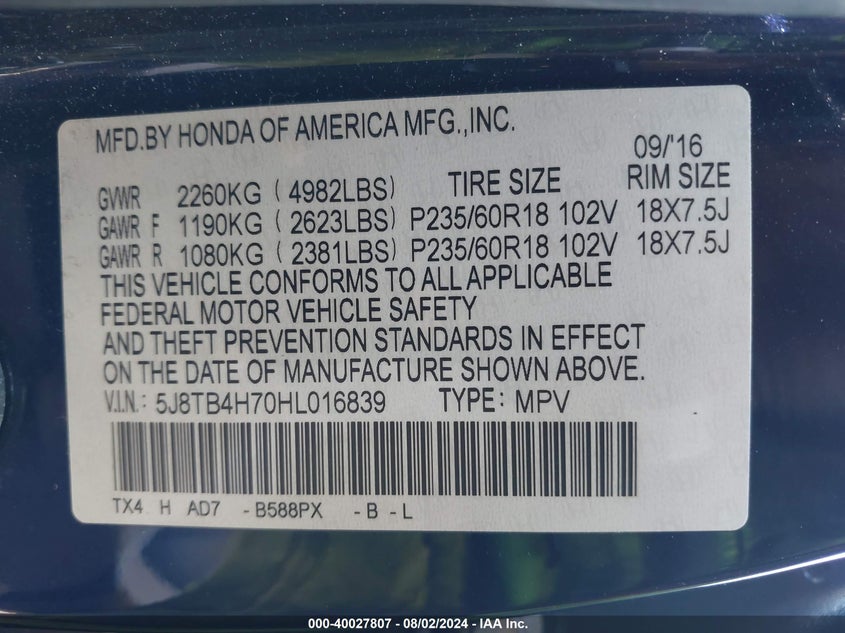 MFD.BY HONDA OF AMERICA MFG.,INC.
09/'16
GVWR 2260KG ( 4982LBS) TIRE SIZE RIM SIZE
GAWR F 1190KG ( 2623LBS) P235/60R18 102V 18X7.5J
GAWR R 1080KG ( 2381LBS) P235/60R18 102V 18X7.5J
THIS VEHICLE CONFORMS TO ALL APPLICABLE
FEDERAL MOTOR VEHICLE SAFETY
AND THEFT PREVENTION STANDARDS IN EFFECT
ON THE DATE OF MANUFACTURE SHOWN ABOVE.
V.I.N.: 5J8TB4H70HL016839 TYPE: MPV
TX4 H AD7 -B588PX -B -L
000-40027807 - 08/02/2024 - IAA Inc.